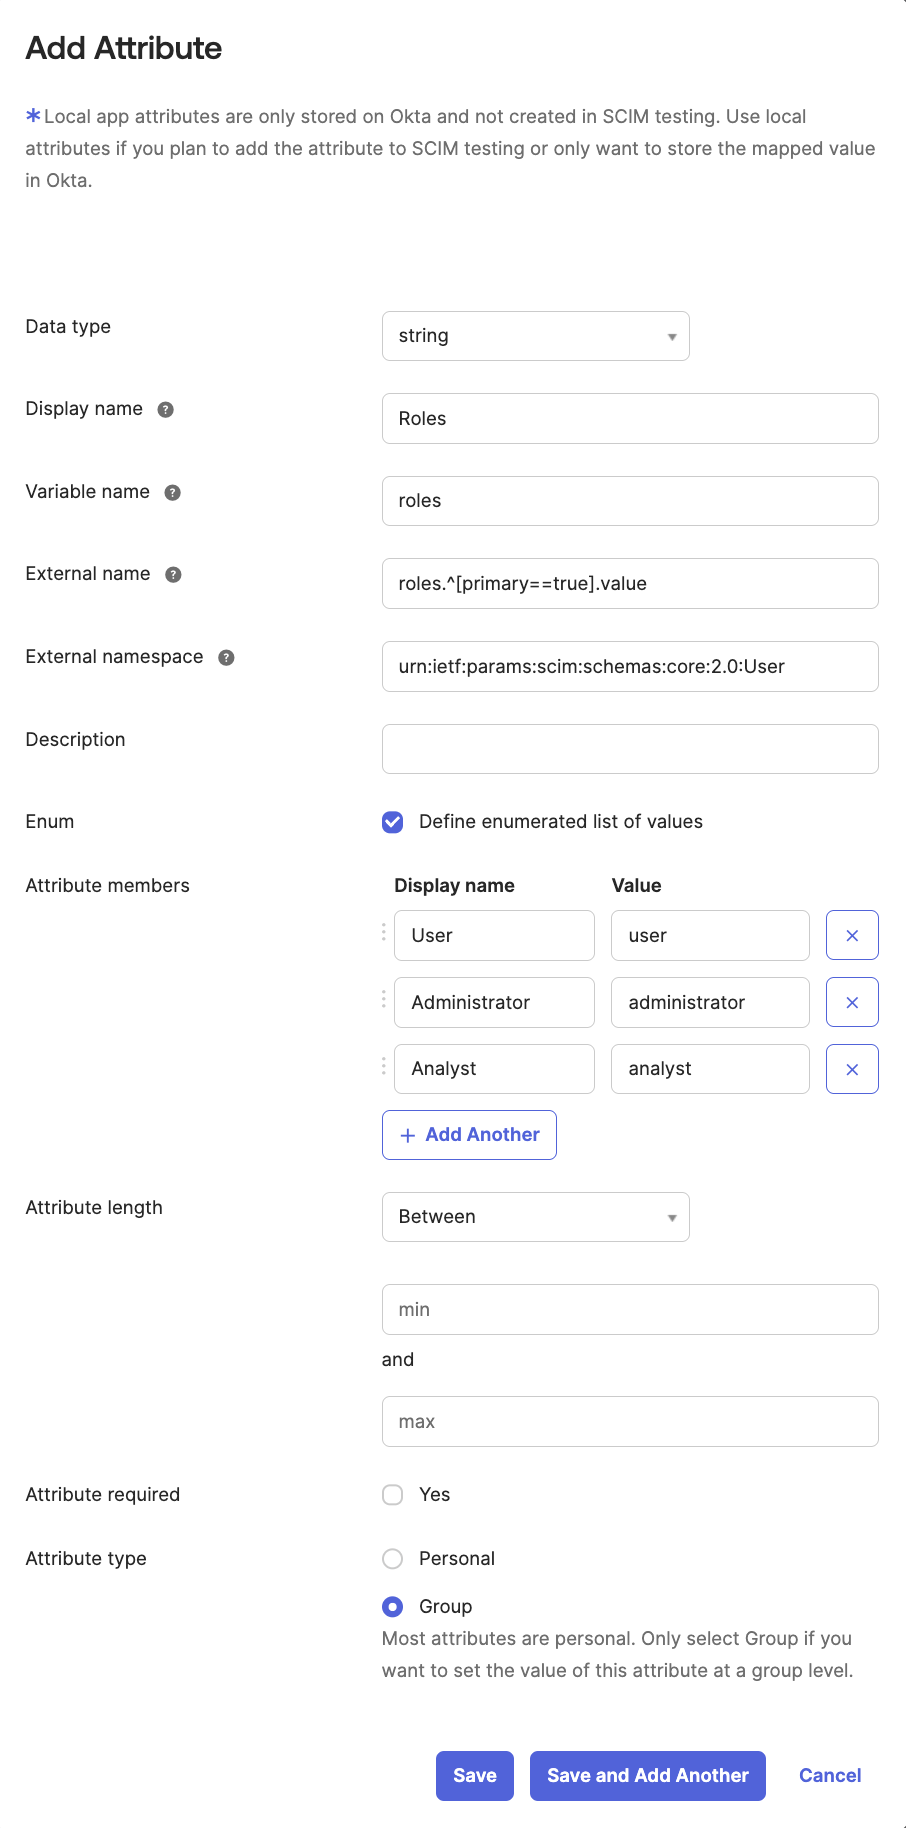 Add Attribute
* Local app attributes are only stored on Okta and not created in SCIM testing. Use local
attributes if you plan to add the attribute to SCIM testing or only want to store the mapped value
in Okta.
Data type
string
Display name ?
Roles
Variable name ?
roles
External name ?
roles.^[primary==true].value
External namespace ?
urn:ietf:params:scim:schemas:core:2.0:User
Description
Enum
Define enumerated list of values
Attribute members
Display name Value
User user
Administrator administrator
Analyst analyst
+ Add Another
Attribute length
Between
min
and
max
Attribute required
Yes
Attribute type
Personal
Group
Most attributes are personal. Only select Group if you
want to set the value of this attribute at a group level.
Save Save and Add Another Cancel